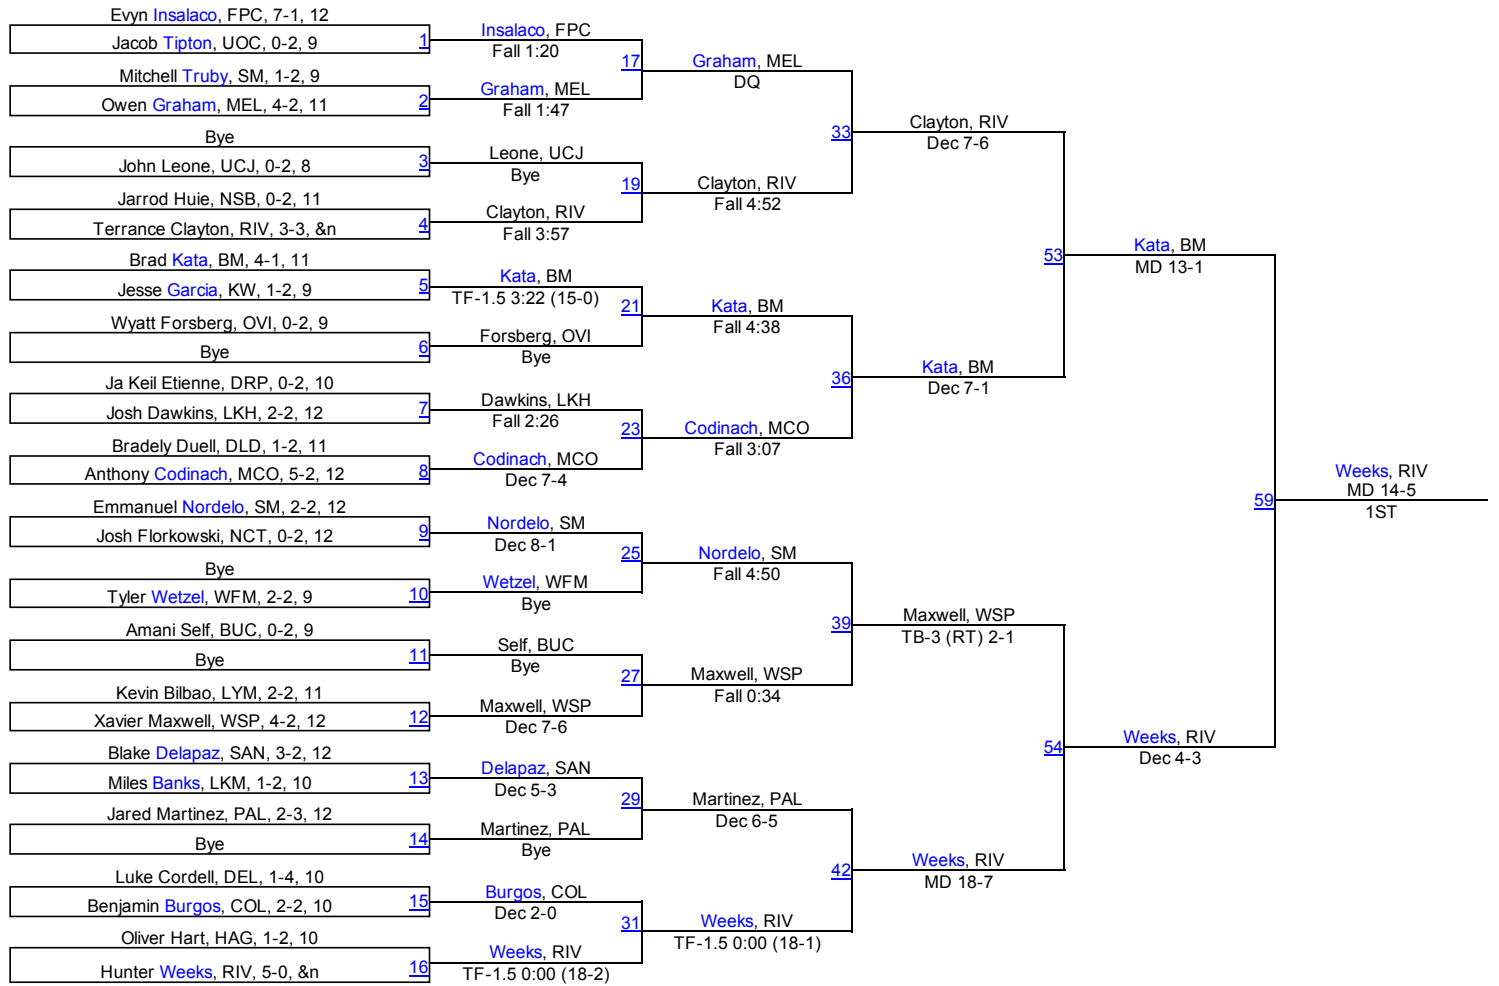 Evyn Insalaco, FPC, 7-1, 12
Jacob Tipton, UOC, 0-2, 9
1
Mitchell Truby, SM, 1-2, 9
Owen Graham, MEL, 4-2, 11
2
Bye
John Leone, UCJ, 0-2, 8
3
Jarrod Huie, NSB, 0-2, 11
Terrance Clayton, RIV, 3-3, &n
4
Brad Kata, BM, 4-1, 11
Jesse Garcia, KW, 1-2, 9
5
Wyatt Forsberg, OVI, 0-2, 9
Bye
6
Ja Keil Etienne, DRP, 0-2, 10
Josh Dawkins, LKH, 2-2, 12
7
Bradely Duell, DLD, 1-2, 11
Anthony Codinach, MCO, 5-2, 12
8
Emmanuel Nordelo, SM, 2-2, 12
Josh Florkowski, NCT, 0-2, 12
9
Bye
Tyler Wetzel, WFM, 2-2, 9
10
Amani Self, BUC, 0-2, 9
Bye
11
Kevin Bilbao, LYM, 2-2, 11
Xavier Maxwell, WSP, 4-2, 12
12
Blake Delapaz, SAN, 3-2, 12
Miles Banks, LKM, 1-2, 10
13
Jared Martinez, PAL, 2-3, 12
Bye
14
Luke Cordell, DEL, 1-4, 10
Benjamin Burgos, COL, 2-2, 10
15
Oliver Hart, HAG, 1-2, 10
Hunter Weeks, RIV, 5-0, &n
16
Insalaco, FPC
Fall 1:20
17
Graham, MEL
Fall 1:47
Leone, UCJ
Bye
19
Clayton, RIV
Fall 3:57
Kata, BM
TF-1.5 3:22 (15-0)
21
Forsberg, OVI
Bye
Dawkins, LKH
Fall 2:26
23
Codinach, MCO
Dec 7-4
Nordelo, SM
Dec 8-1
25
Wetzel, WFM
Bye
Self, BUC
Bye
27
Maxwell, WSP
Dec 7-6
Delapaz, SAN
Dec 5-3
29
Martinez, PAL
Bye
Burgos, COL
Dec 2-0
31
Weeks, RIV
TF-1.5 0:00 (18-2)
Graham, MEL
DQ
33
Clayton, RIV
Fall 4:52
Kata, BM
Fall 4:38
36
Codinach, MCO
Fall 3:07
Nordelo, SM
Fall 4:50
39
Maxwell, WSP
Fall 0:34
Martinez, PAL
Dec 6-5
42
Weeks, RIV
TF-1.5 0:00 (18-1)
Clayton, RIV
Dec 7-6
53
Kata, BM
Dec 7-1
Maxwell, WSP
TB-3 (RT) 2-1
54
Weeks, RIV
MD 18-7
Kata, BM
MD 13-1
59
Weeks, RIV
Dec 4-3
Weeks, RIV
MD 14-5
1ST